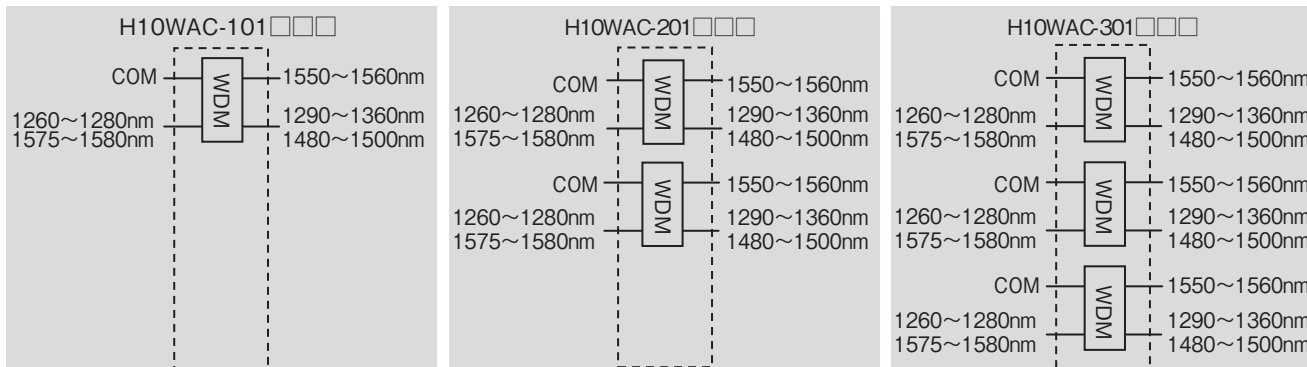 H10WAC-101□□□
COM
WDM
1550～1560nm
1260～1280nm
1575～1580nm
1290～1360nm
1480～1500nm
H10WAC-201□□□
COM
WDM
1550～1560nm
1260～1280nm
1575～1580nm
1290～1360nm
1480～1500nm
COM
WDM
1550～1560nm
1260～1280nm
1575～1580nm
1290～1360nm
1480～1500nm
H10WAC-301□□□
COM
WDM
1550～1560nm
1260～1280nm
1575～1580nm
1290～1360nm
1480～1500nm
COM
WDM
1550～1560nm
1260～1280nm
1575～1580nm
1290～1360nm
1480～1500nm
COM
WDM
1550～1560nm
1260～1280nm
1575～1580nm
1290～1360nm
1480～1500nm